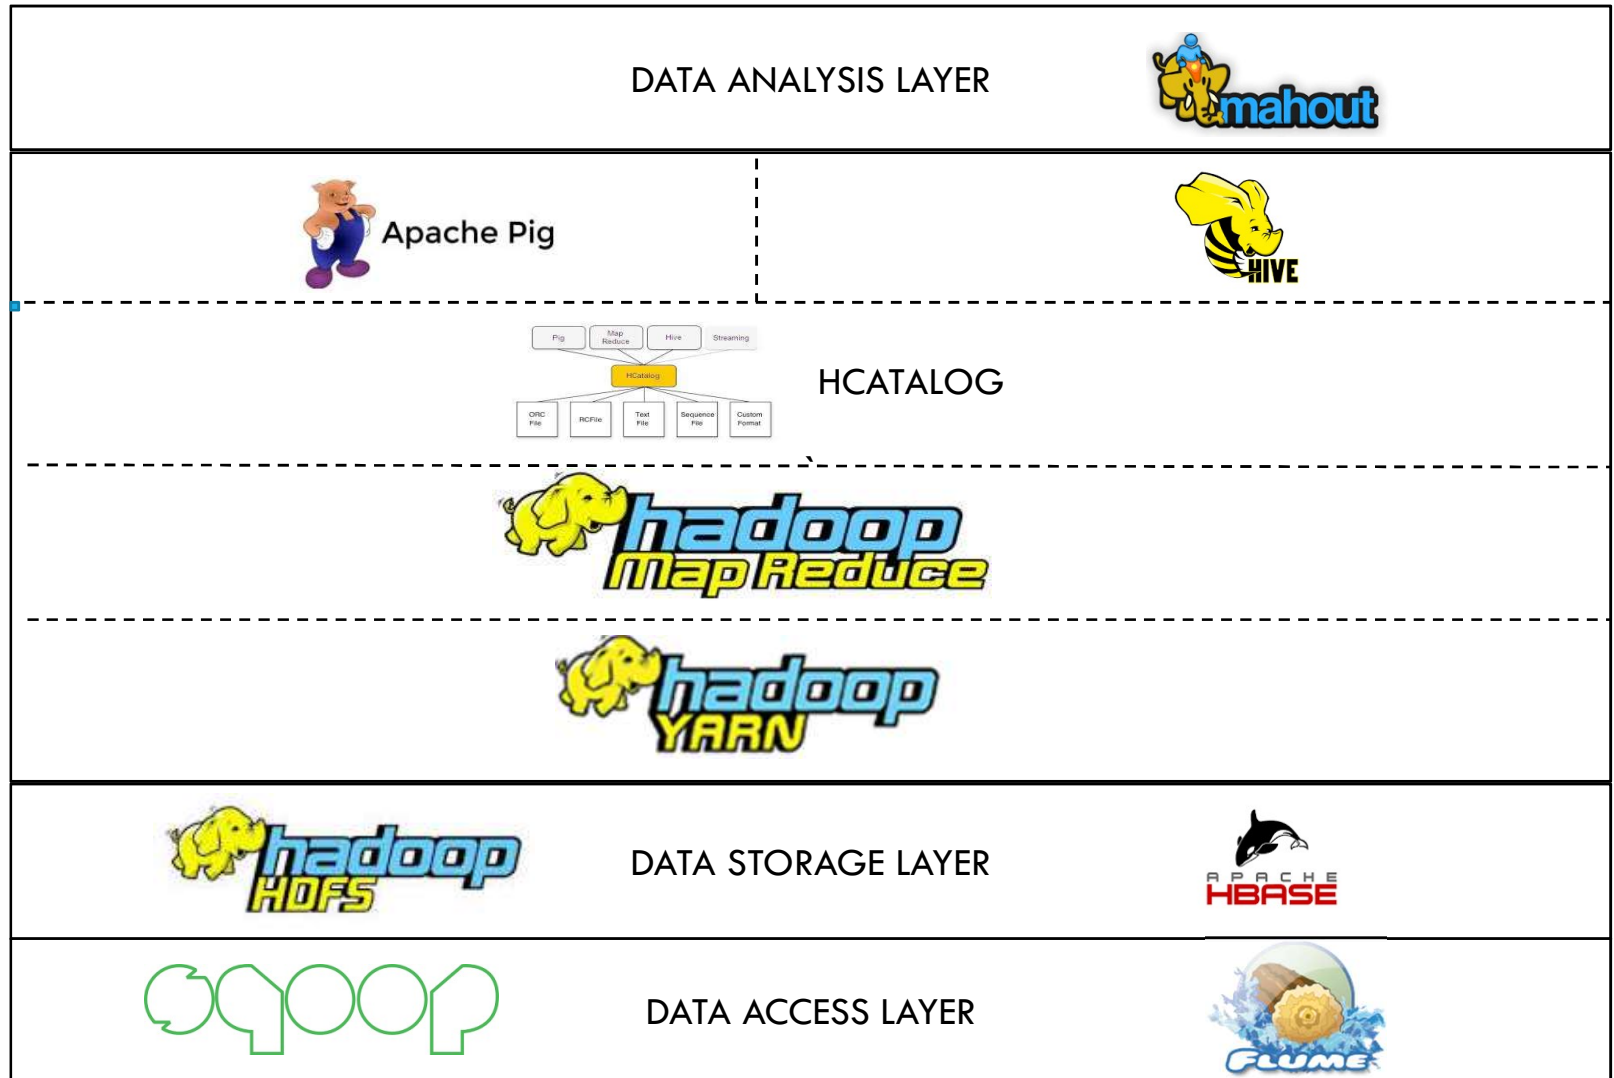 DATA ANALYSIS LAYER
mahout
Apache Pig
HIVE
Pig
Map
Reduce
Hive
Streaming
HCatalog
HCATALOG
ORC
File
RCFile
Text
File
Sequence
File
Custom
Format
`
hadoop
Map Reduce
hadoop
YARN
hadoop
HDFS
DATA STORAGE LAYER
APACHE
HBASE
sqoop
DATA ACCESS LAYER
FLUME